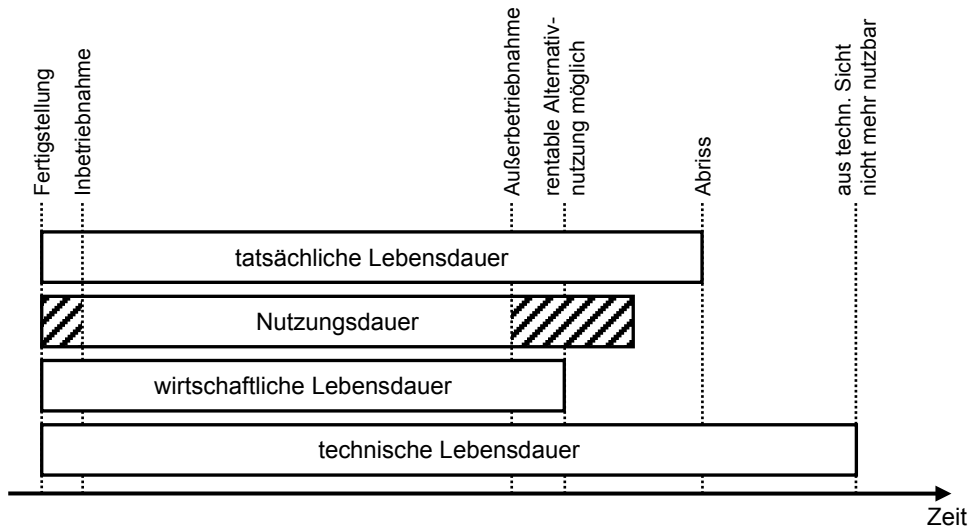 Fertigstellung
Inbetriebnahme
Außerbetriebnahme
rentable Alternativ-
nutzung möglich
Abriss
aus techn. Sicht
nicht mehr nutzbar
tatsächliche Lebensdauer
Nutzungsdauer
wirtschaftliche Lebensdauer
technische Lebensdauer
Zeit